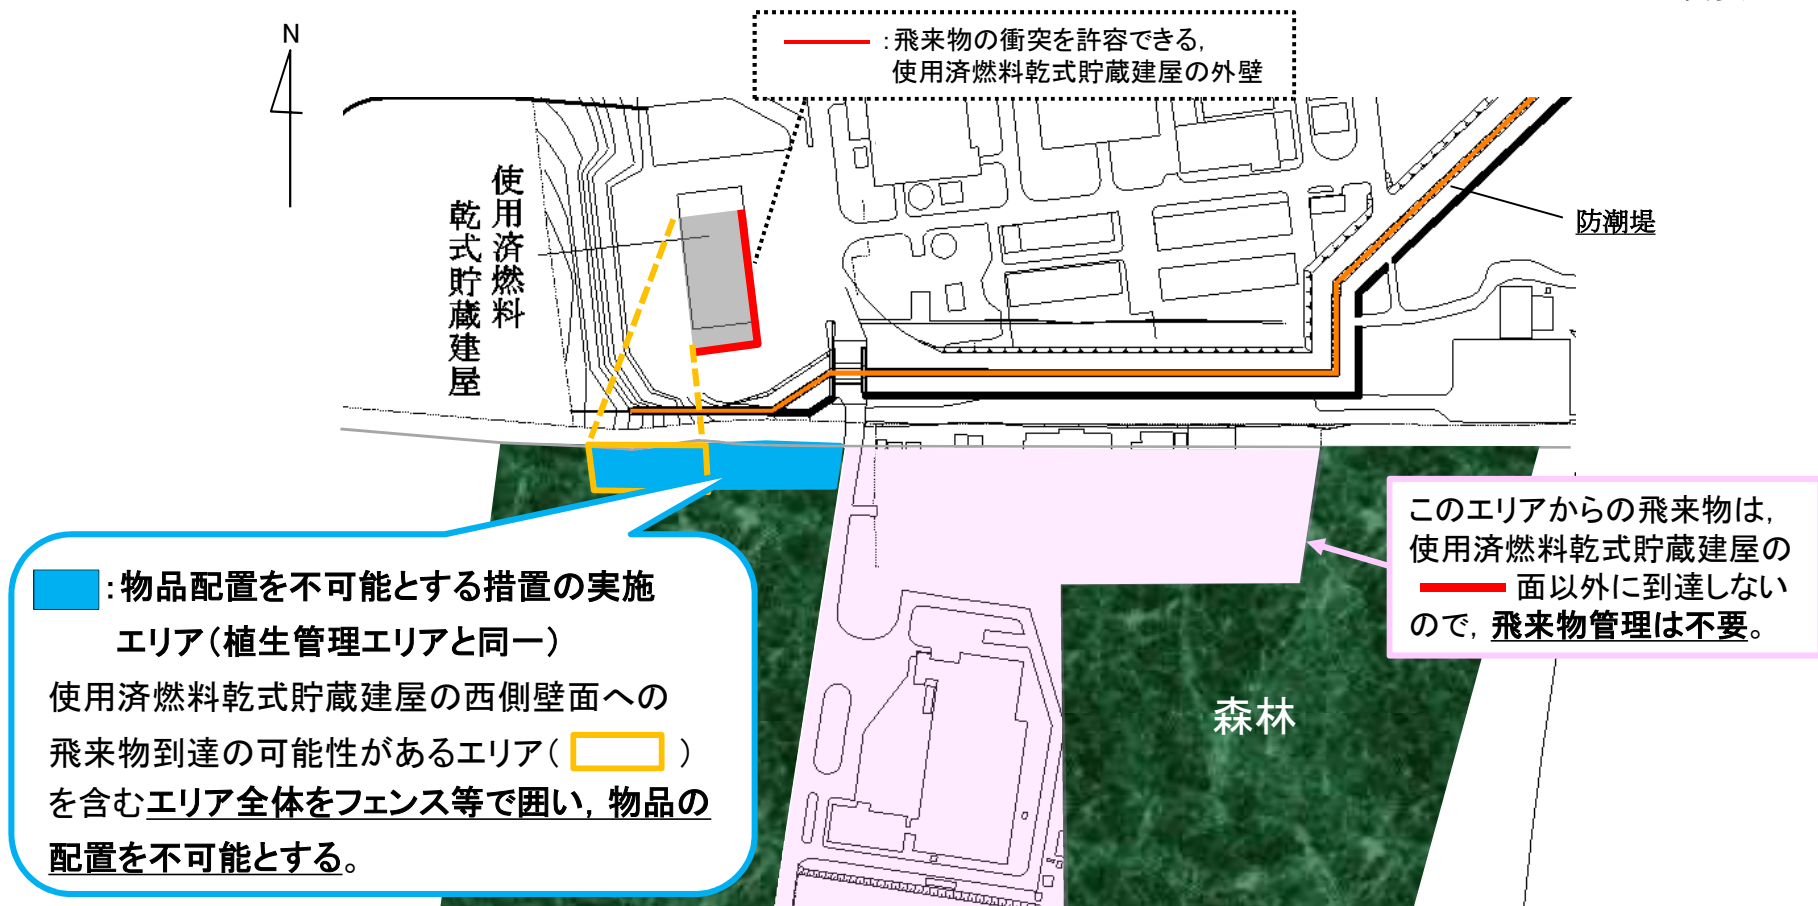 N
：飛来物の衝突を許容できる，
使用済燃料乾式貯蔵建屋の外壁
使用済燃料
乾式貯蔵建屋
防潮堤
このエリアからの飛来物は，
使用済燃料乾式貯蔵建屋の
面以外に到達しない
ので，飛来物管理は不要。
：物品配置を不可能とする措置の実施
エリア（植生管理エリアと同一）
使用済燃料乾式貯蔵建屋の西側壁面への
飛来物到達の可能性があるエリア（　）
を含むエリア全体をフェンス等で囲い，物品の
配置を不可能とする。
森林